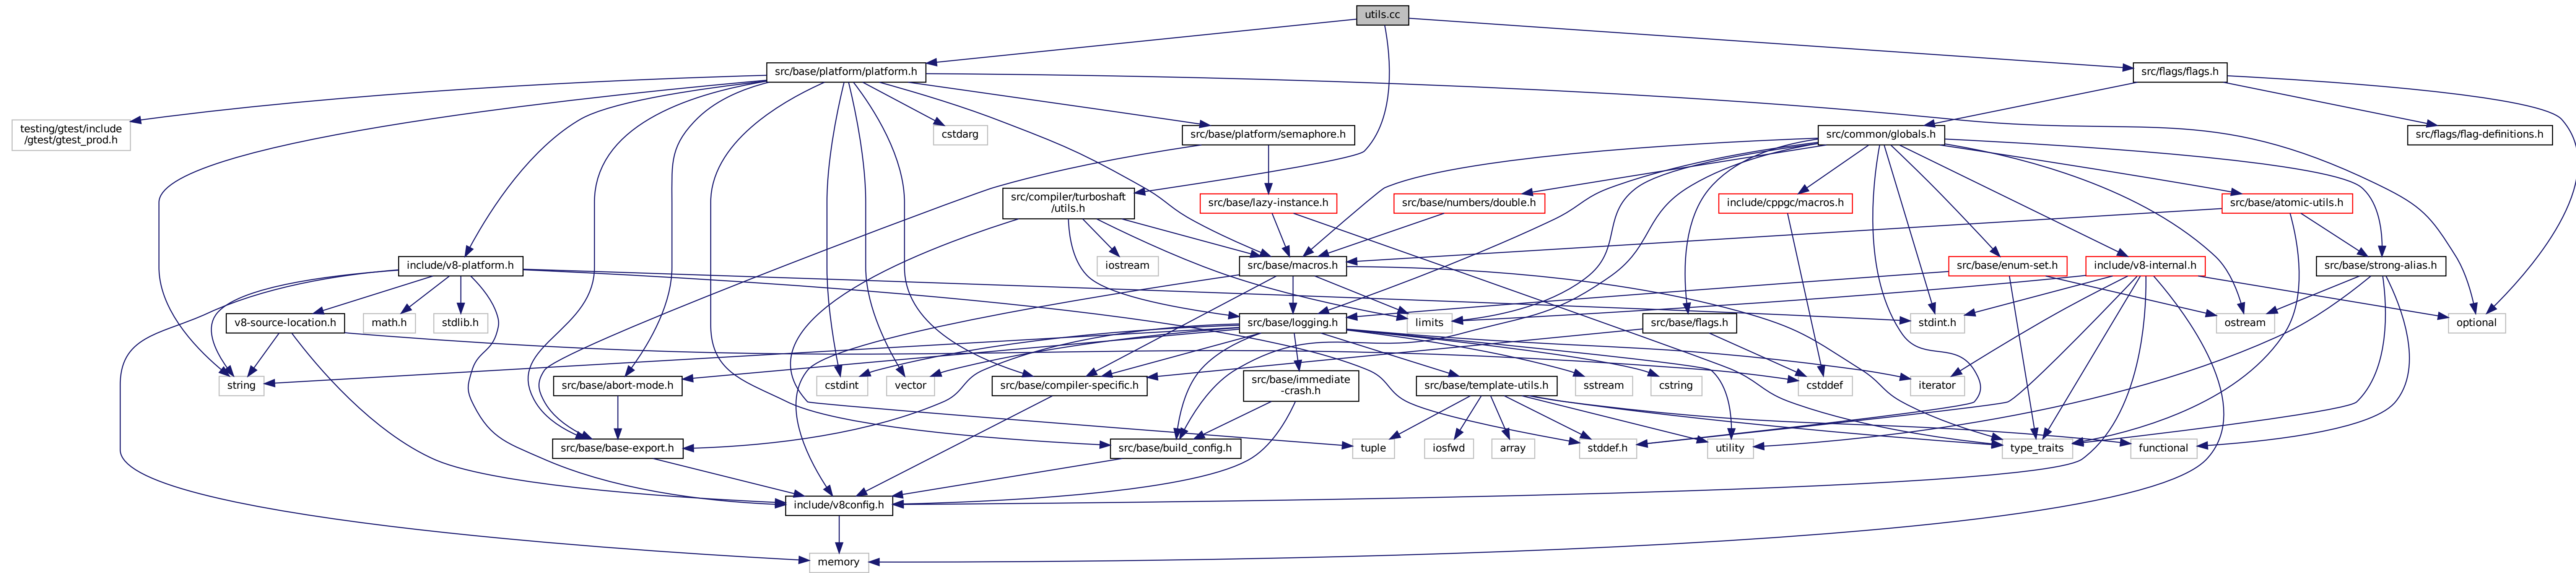 utils.cc
src/base/platform/platform.h
src/flags/flags.h
testing/gtest/include
/gtest/gtest_prod.h
cstdarg
src/base/platform/semaphore.h
src/common/globals.h
src/flags/flag-definitions.h
src/compiler/turboshaft
/utils.h
src/base/lazy-instance.h
src/base/numbers/double.h
include/cppgc/macros.h
src/base/atomic-utils.h
include/v8-platform.h
iostream
src/base/macros.h
src/base/enum-set.h
include/v8-internal.h
src/base/strong-alias.h
v8-source-location.h
math.h
stdlib.h
src/base/logging.h
limits
src/base/flags.h
stdint.h
ostream
optional
string
src/base/abort-mode.h
cstdint
vector
src/base/compiler-specific.h
src/base/immediate
-crash.h
src/base/template-utils.h
sstream
cstring
cstddef
iterator
src/base/base-export.h
src/base/build_config.h
tuple
iosfwd
array
stddef.h
utility
type_traits
functional
include/v8config.h
memory